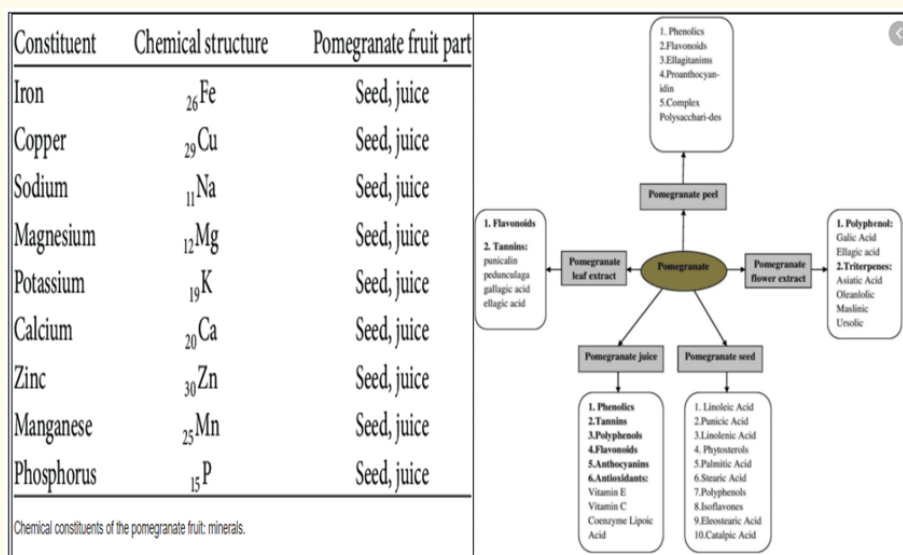 Constituent Chemical structure Pomegranate fruit part
Iron 26Fe Seed, juice
Copper 29Cu Seed, juice
Sodium 11Na Seed, juice
Magnesium 12Mg Seed, juice
Potassium 19K Seed, juice
Calcium 20Ca Seed, juice
Zinc 30Zn Seed, juice
Manganese 25Mn Seed, juice
Phosphorus 15P Seed, juice
Chemical constituents of the pomegranate fruit: minerals.
1. Phenolics
2.Flavonoids
3.Ellagitanims
4.Proanthocyan-
idin
5.Complex
Polysacchari-des
Pomegranate peel
1. Flavonoids
2. Tannins:
punicalin
pedunculaga
gallagic acid
ellagic acid
Pomegranate
leaf extract
Pomegranate
Pomegranate
flower extract
1. Polyphenol:
Galic Acid
Ellagic acid
2.Triterpenes:
Asiatic Acid
Oleanlolic
Maslinic
Ursolic
Pomegranate juice
1. Phenolics
2.Tannins
3.Polyphenols
4.Flavonoids
5.Anthocyanins
6.Antioxidants:
Vitamin E
Vitamin C
Coenzyme Lipoic
Acid
Pomegranate seed
1. Linoleic Acid
2.Punicic Acid
3.Linolenic Acid
4. Phytosterols
5.Palmitic Acid
6.Stearic Acid
7.Polyphenols
8.Isoflavones
9.Eleostearic Acid
10.Catalpic Acid